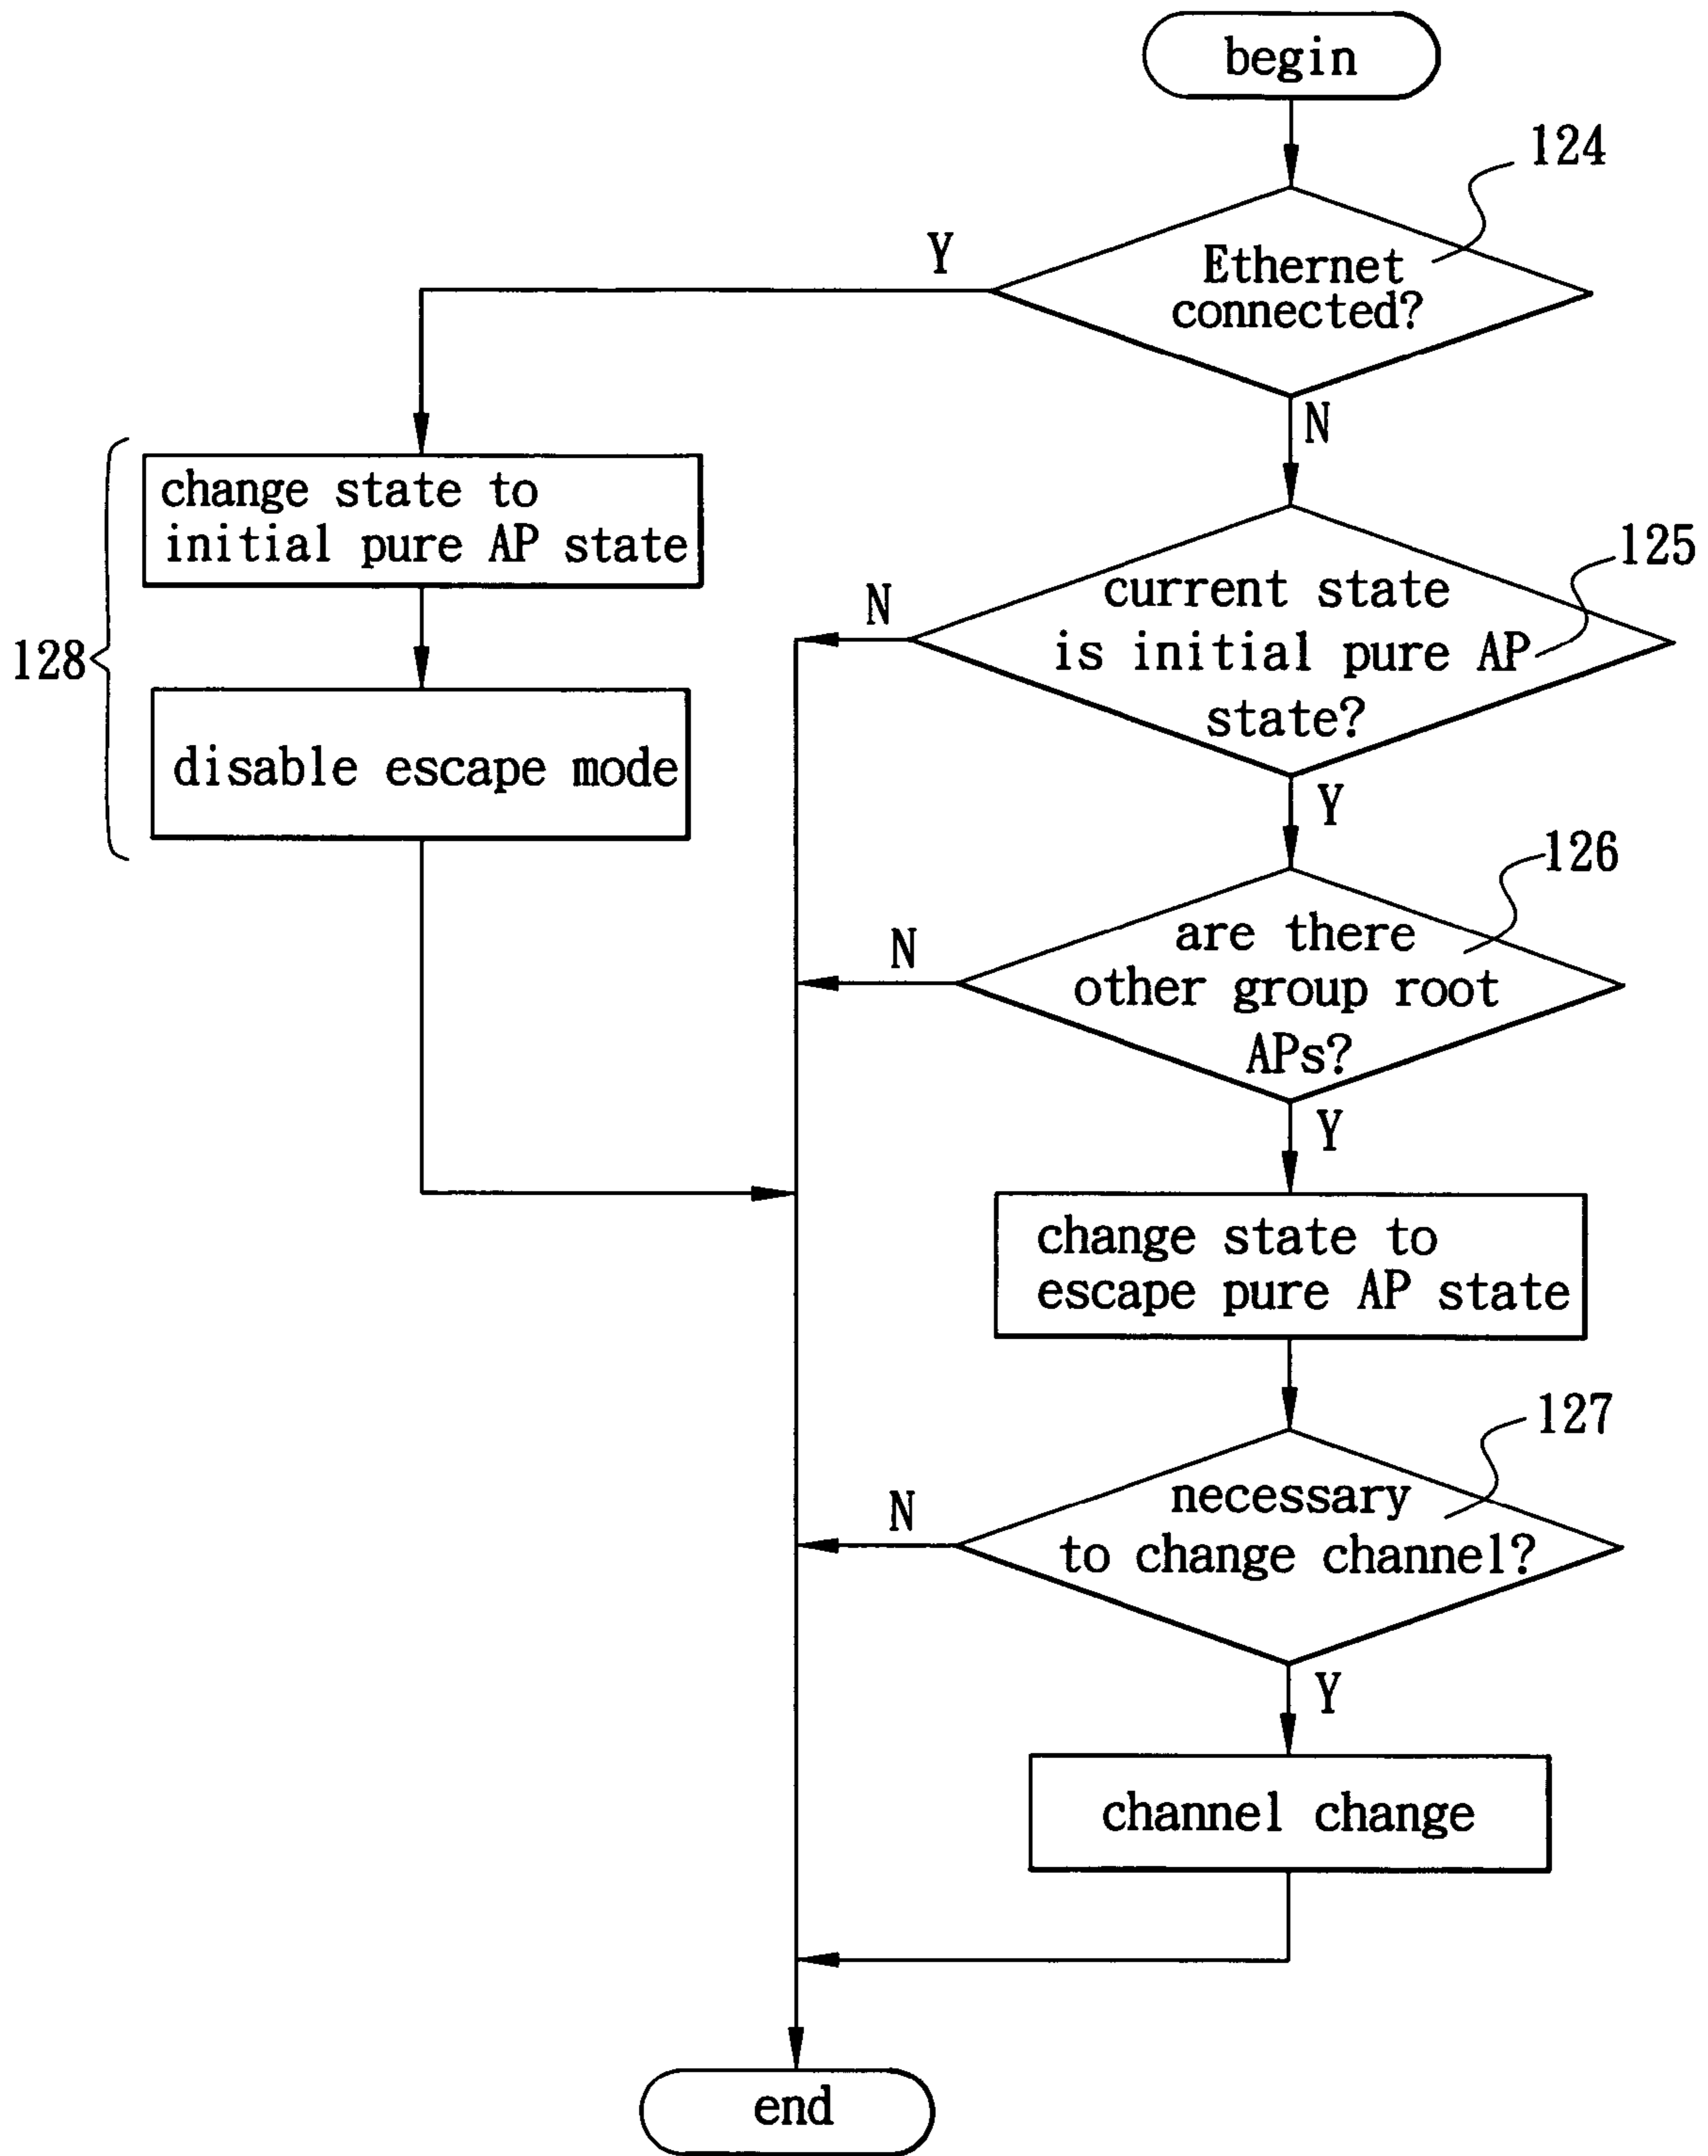 begin
124
Y
Ethernet
connected?
N
change state to
initial pure AP state
128
disable escape mode
125
N
current state
is initial pure AP
state?
Y
126
N
are there
other group root
APs?
Y
change state to
escape pure AP state
127
N
necessary
to change channel?
Y
channel change
end